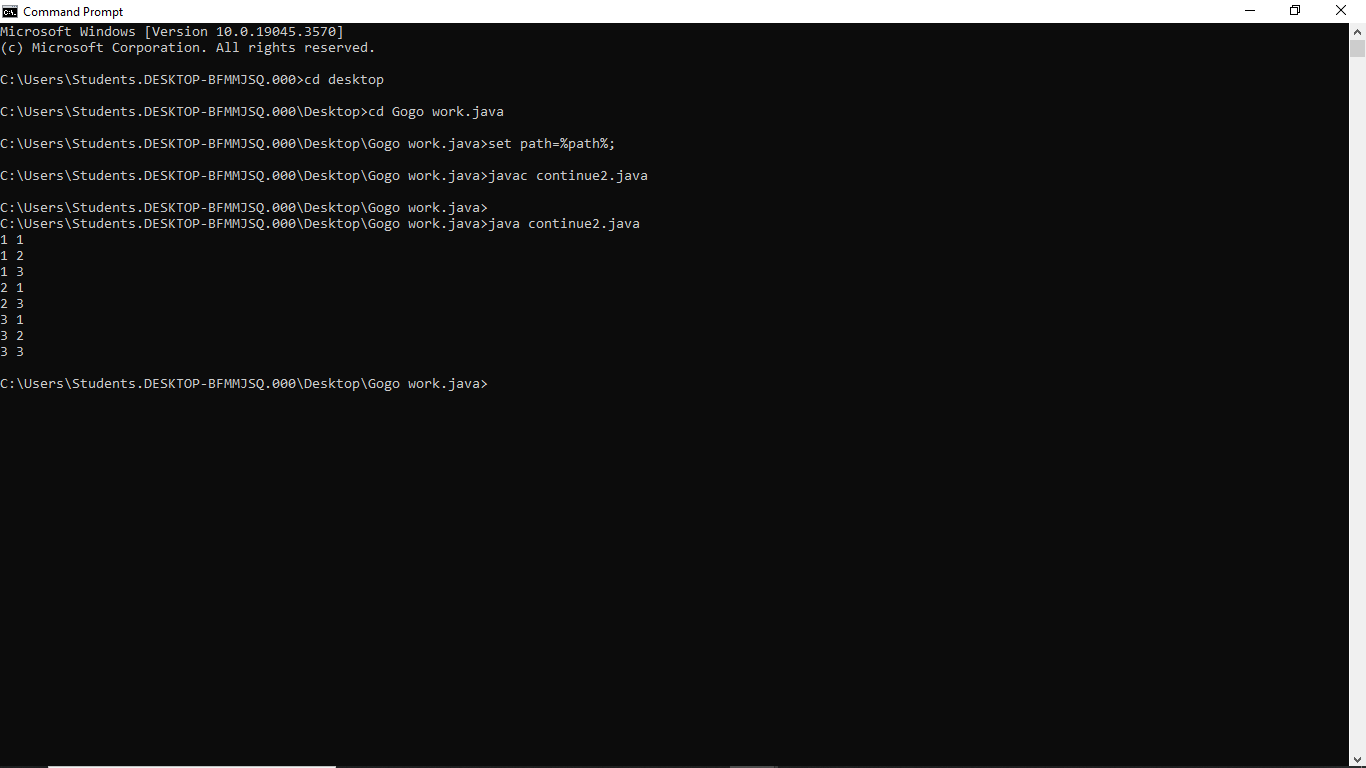 Command Prompt
Microsoft Windows [Version 10.0.19045.3570]
(c) Microsoft Corporation. All rights reserved.
C:\Users\Students.DESKTOP-BFMMJSQ.000>cd desktop
C:\Users\Students.DESKTOP-BFMMJSQ.000\Desktop>cd Gogo work.java
C:\Users\Students.DESKTOP-BFMMJSQ.000\Desktop\Gogo work.java>set path=%path%;
C:\Users\Students.DESKTOP-BFMMJSQ.000\Desktop\Gogo work.java>javac continue2.java
C:\Users\Students.DESKTOP-BFMMJSQ.000\Desktop\Gogo work.java>
C:\Users\Students.DESKTOP-BFMMJSQ.000\Desktop\Gogo work.java>java continue2.java
1 1
1 2
1 3
2 1
2 3
3 1
3 2
3 3
C:\Users\Students.DESKTOP-BFMMJSQ.000\Desktop\Gogo work.java>